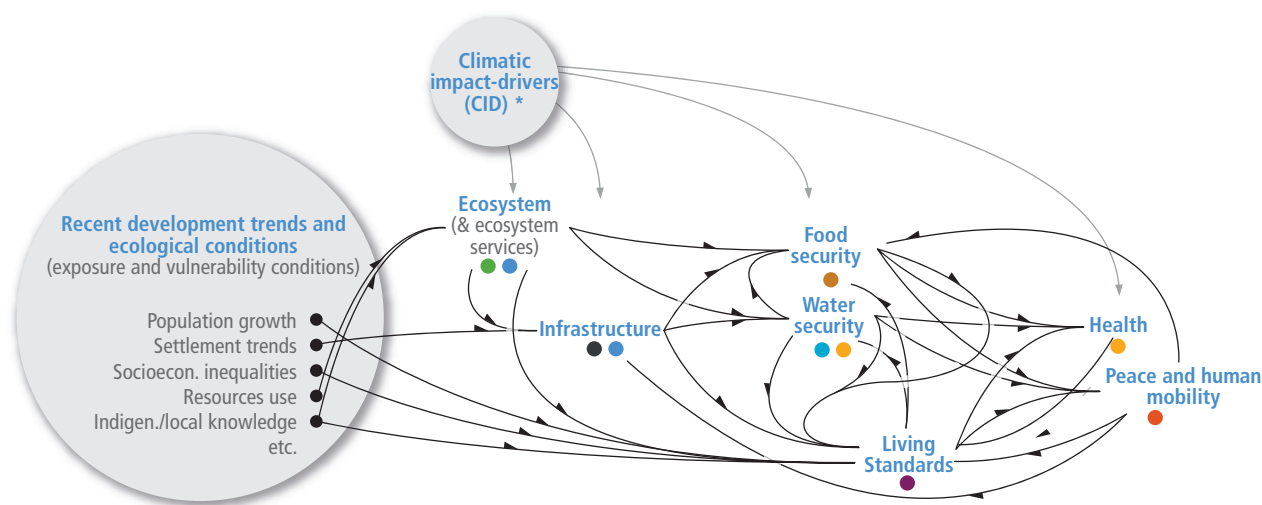 Climatic
impact-drivers
(CID) *
Recent development trends and
ecological conditions
(exposure and vulnerability conditions)
Population growth
Settlement trends
Socioecon. inequalities
Resources use
Indigen./local knowledge
etc.
Ecosystem
(& ecosystem
services)
Infrastructure
Food
security
Water
security
Health
Peace and human
mobility
Living
Standards